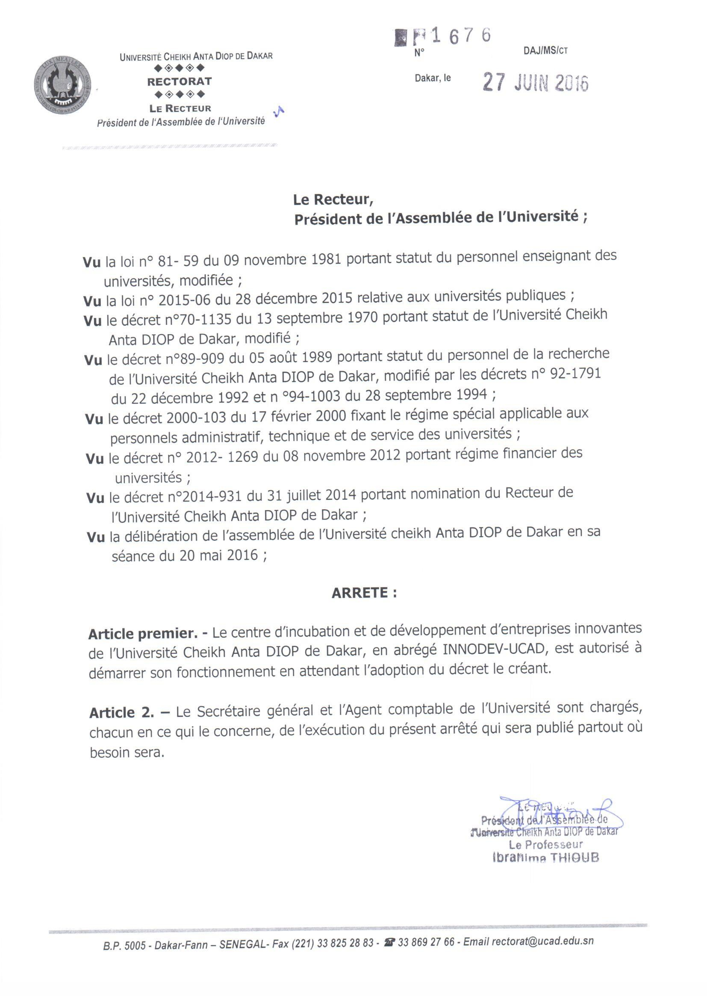 1676
N°
DAJ/MS/CT
UNIVERSITÉ CHEIKH ANTA DIOP DE DAKAR
RECTORAT
LE RECTEUR
Président de l'Assemblée de l'Université
Dakar, le
27 JUIN 2016
LUX MEA LEX
Le Recteur,
Président de l'Assemblée de l'Université ;
Vu la loi n° 81- 59 du 09 novembre 1981 portant statut du personnel enseignant des
universités, modifiée ;
Vu la loi n° 2015-06 du 28 décembre 2015 relative aux universités publiques ;
Vu le décret n°70-1135 du 13 septembre 1970 portant statut de l'Université Cheikh
Anta DIOP de Dakar, modifié ;
Vu le décret n°89-909 du 05 août 1989 portant statut du personnel de la recherche
de l'Université Cheikh Anta DIOP de Dakar, modifié par les décrets n° 92-1791
du 22 décembre 1992 et n °94-1003 du 28 septembre 1994 ;
Vu le décret 2000-103 du 17 février 2000 fixant le régime spécial applicable aux
personnels administratif, technique et de service des universités ;
Vu le décret n° 2012- 1269 du 08 novembre 2012 portant régime financier des
universités ;
Vu le décret n°2014-931 du 31 juillet 2014 portant nomination du Recteur de
l'Université Cheikh Anta DIOP de Dakar ;
Vu la délibération de l'assemblée de l'Université cheikh Anta DIOP de Dakar en sa
séance du 20 mai 2016 ;
ARRETE :
Article premier. - Le centre d'incubation et de développement d'entreprises innovantes
de l'Université Cheikh Anta DIOP de Dakar, en abrégé INNODEV-UCAD, est autorisé à
démarrer son fonctionnement en attendant l'adoption du décret le créant.
Article 2. – Le Secrétaire général et l'Agent comptable de l'Université sont chargés,
chacun en ce qui le concerne, de l'exécution du présent arrêté qui sera publié partout où
besoin sera.
Président de l'Assemblée de
l'Université Cheikh Anta DIOP de Dakar
Le Professeur
Ibrahima THIOUB
B.P. 5005 - Dakar-Fann – SENEGAL- Fax (221) 33 825 28 83 - ☎ 33 869 27 66 - Email rectorat@ucad.edu.sn